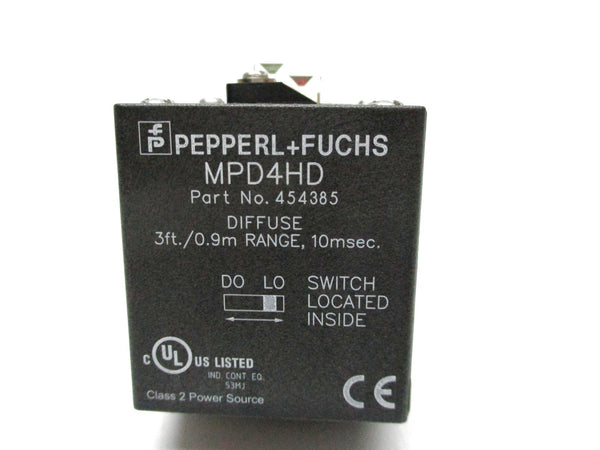 PEPPERL+FUCHS
MPD4HD
Part No. 454385
DIFFUSE
3ft./0.9m RANGE, 10msec.
DO LO SWITCH
LOCATED
INSIDE
C UL US LISTED
IND. CONT. EQ.
53MJ
Class 2 Power Source
CE